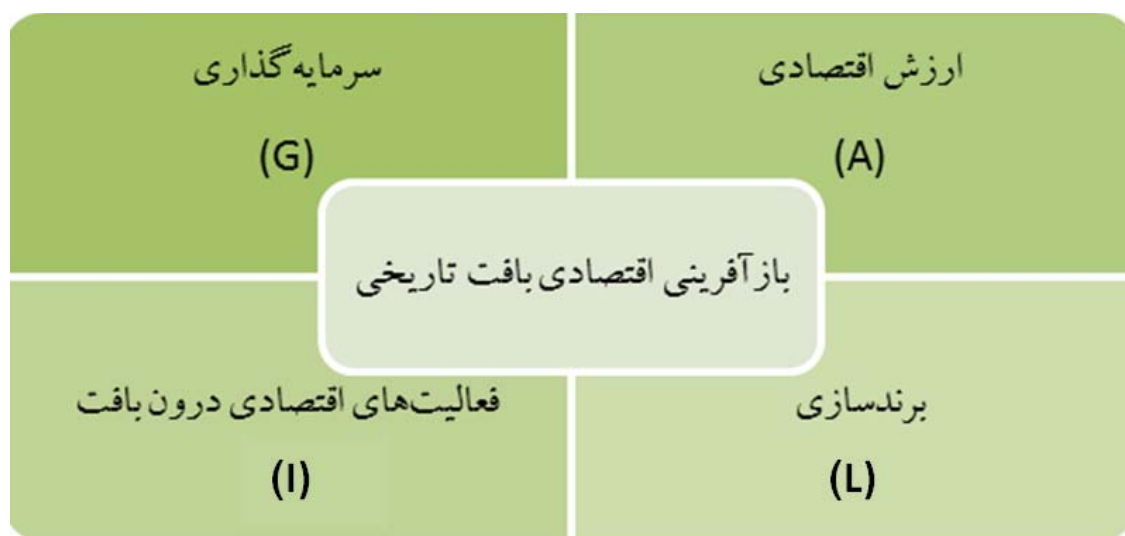 ارزش اقتصادی
(A)
سرمایه‌گذاری
(G)
بازآفرینی اقتصادی بافت تاریخی
برندسازی
(L)
فعالیت‌های اقتصادی درون بافت
(I)